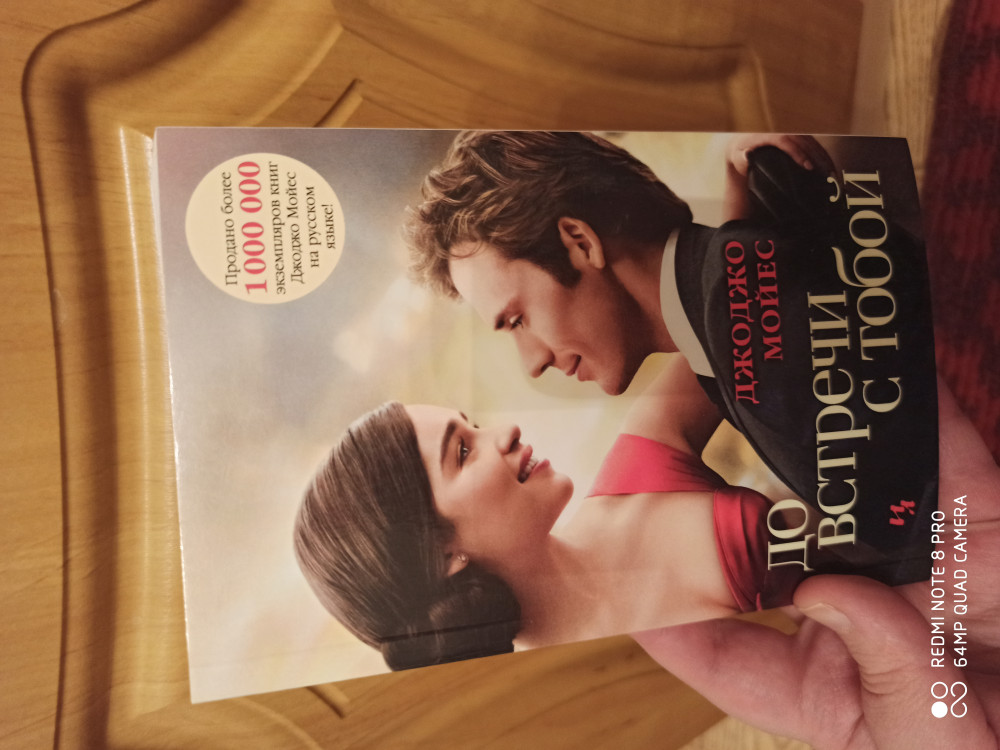 Продано более
1 000 000
экземпляров книг
Джоджо Мойес
на русском
языке!
ДЖОДЖО
МОЙЕС
ДО
ВСТРЕЧИ
С ТОБОЙ
REDMI NOTE 8 PRO
64MP QUAD CAMERA